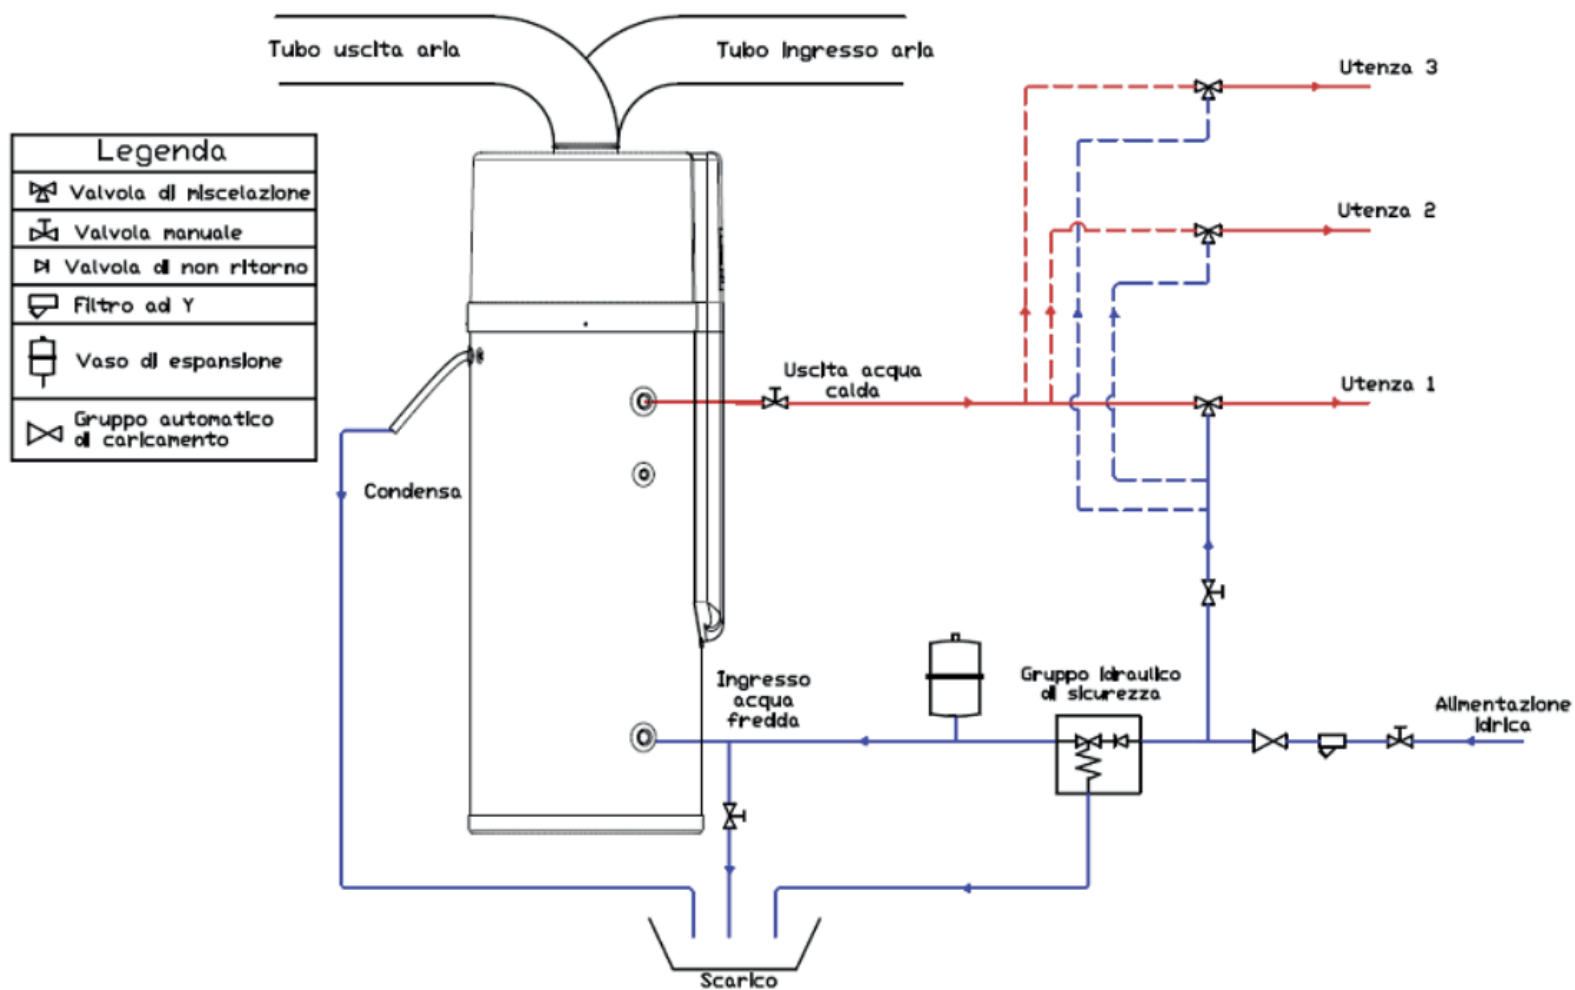 Tubo uscita aria
Tubo ingresso aria
Utenza 3
Legenda
Valvola di miscelazione
Valvola manuale
Valvola di non ritorno
Filtro ad Y
Vaso di espansione
Gruppo automatico
di caricamento
Utenza 2
Uscita acqua
calda
Utenza 1
Condensa
Ingresso
acqua
fredda
Gruppo idraulico
di sicurezza
Alimentazione
idrica
Scarico